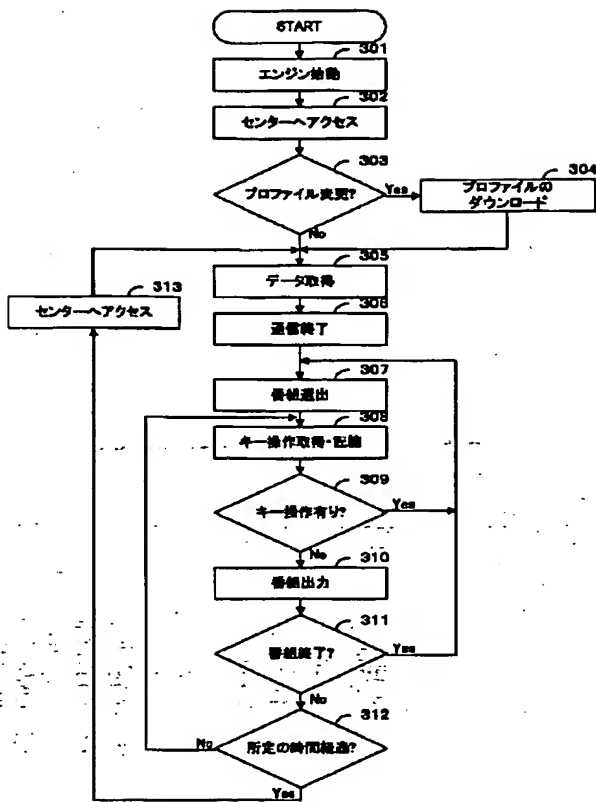 START
301
エンジン始動
302
センターへアクセス
303
プロファイル変更?
Yes
304
プロファイルの
ダウンロード
No
305
データ取得
313
センターへアクセス
306
通信終了
307
番組選出
308
キー操作取得・記憶
309
キー操作有り?
Yes
No
310
番組出力
311
番組終了?
Yes
No
312
所定の時間経過?
No
Yes